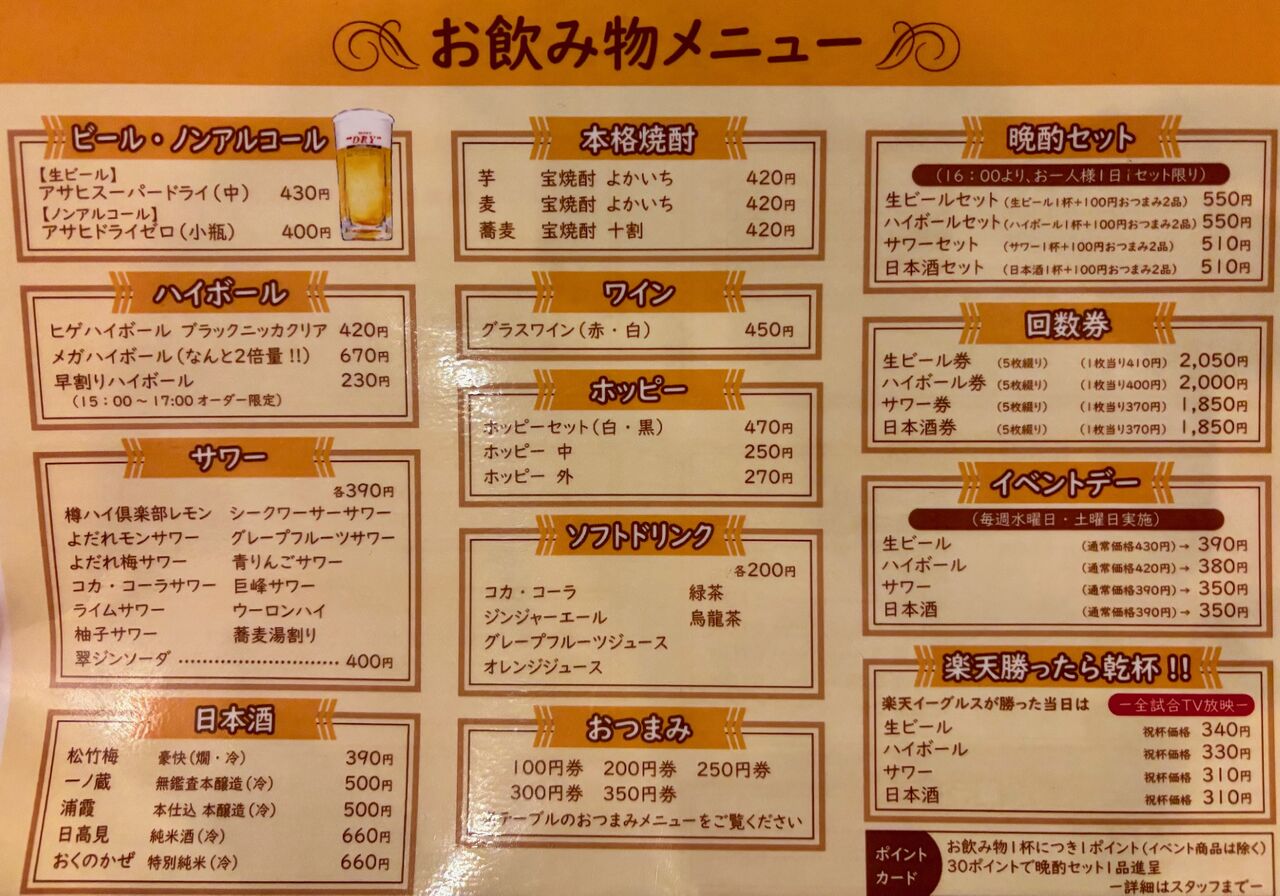 お飲み物メニュー
ビール・ノンアルコール
【生ビール】
アサヒスーパードライ(中) 430円
【ノンアルコール】
アサヒドライゼロ(小瓶) 400円
DRY
ハイボール
ヒゲハイボール ブラックニッカクリア 420円
メガハイボール(なんと2倍量!!) 670円
早割りハイボール 230円
(15:00~17:00オーダー限定)
サワー
各390円
樽ハイ倶楽部レモン シークワーサーサワー
よだれモンサワー グレープフルーツサワー
よだれ梅サワー 青りんごサワー
コカ・コーラサワー 巨峰サワー
ライムサワー ウーロンハイ
柚子サワー 蕎麦湯割り
翠ジンソーダ 400円
日本酒
松竹梅 豪快(燗・冷) 390円
一ノ蔵 無鑑査本醸造(冷) 500円
浦霞 本仕込 本醸造(冷) 500円
日高見 純米酒(冷) 660円
おくのかぜ 特別純米(冷) 660円
本格焼酎
芋 宝焼酎 よかいち 420円
麦 宝焼酎 よかいち 420円
蕎麦 宝焼酎 十割 420円
ワイン
グラスワイン(赤・白) 450円
ホッピー
ホッピーセット(白・黒) 470円
ホッピー 中 250円
ホッピー 外 270円
ソフトドリンク
各200円
コカ・コーラ 緑茶
ジンジャーエール 烏龍茶
グレープフルーツジュース
オレンジジュース
おつまみ
100円券 200円券 250円券
300円券 350円券
※テーブルのおつまみメニューをご覧ください
晩酌セット
(16:00より、お一人様1日1セット限り)
生ビールセット(生ビール1杯+100円おつまみ2品) 550円
ハイボールセット(ハイボール1杯+100円おつまみ2品) 550円
サワーセット (サワー1杯+100円おつまみ2品) 510円
日本酒セット (日本酒1杯+100円おつまみ2品) 510円
回数券
生ビール券 (5枚綴り) (1枚当り410円) 2,050円
ハイボール券 (5枚綴り) (1枚当り400円) 2,000円
サワー券 (5枚綴り) (1枚当り370円) 1,850円
日本酒券 (5枚綴り) (1枚当り370円) 1,850円
イベントデー
(毎週水曜日・土曜日実施)
生ビール (通常価格430円)→ 390円
ハイボール (通常価格420円)→ 380円
サワー (通常価格390円)→ 350円
日本酒 (通常価格390円)→ 350円
楽天勝ったら乾杯!!
楽天イーグルスが勝った当日は ー全試合TV放映ー
生ビール 祝杯価格 340円
ハイボール 祝杯価格 330円
サワー 祝杯価格 310円
日本酒 祝杯価格 310円
ポイント
カード
お飲み物1杯につき1ポイント(イベント商品は除く)
30ポイントで晩酌セット1品進呈
ー詳細はスタッフまでー